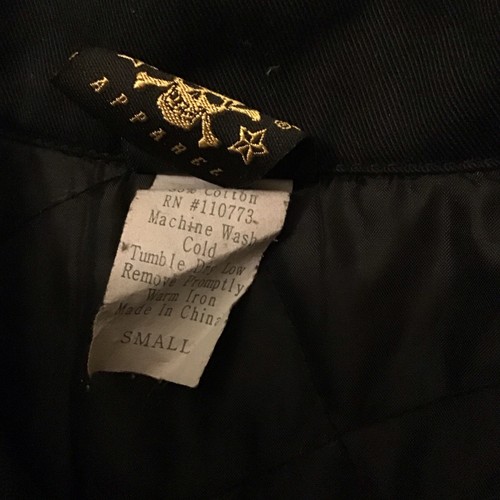 APPAREL
Cotton
RN #110773
Machine Wash
Cold
Tumble Dry Low
Remove Promptly
Warm Iron
Made In China
SMALL